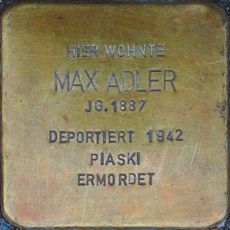 HIER WOHNTE
MAX ADLER
JG. 1887
DEPORTIERT 1942
PIASKI
ERMORDET